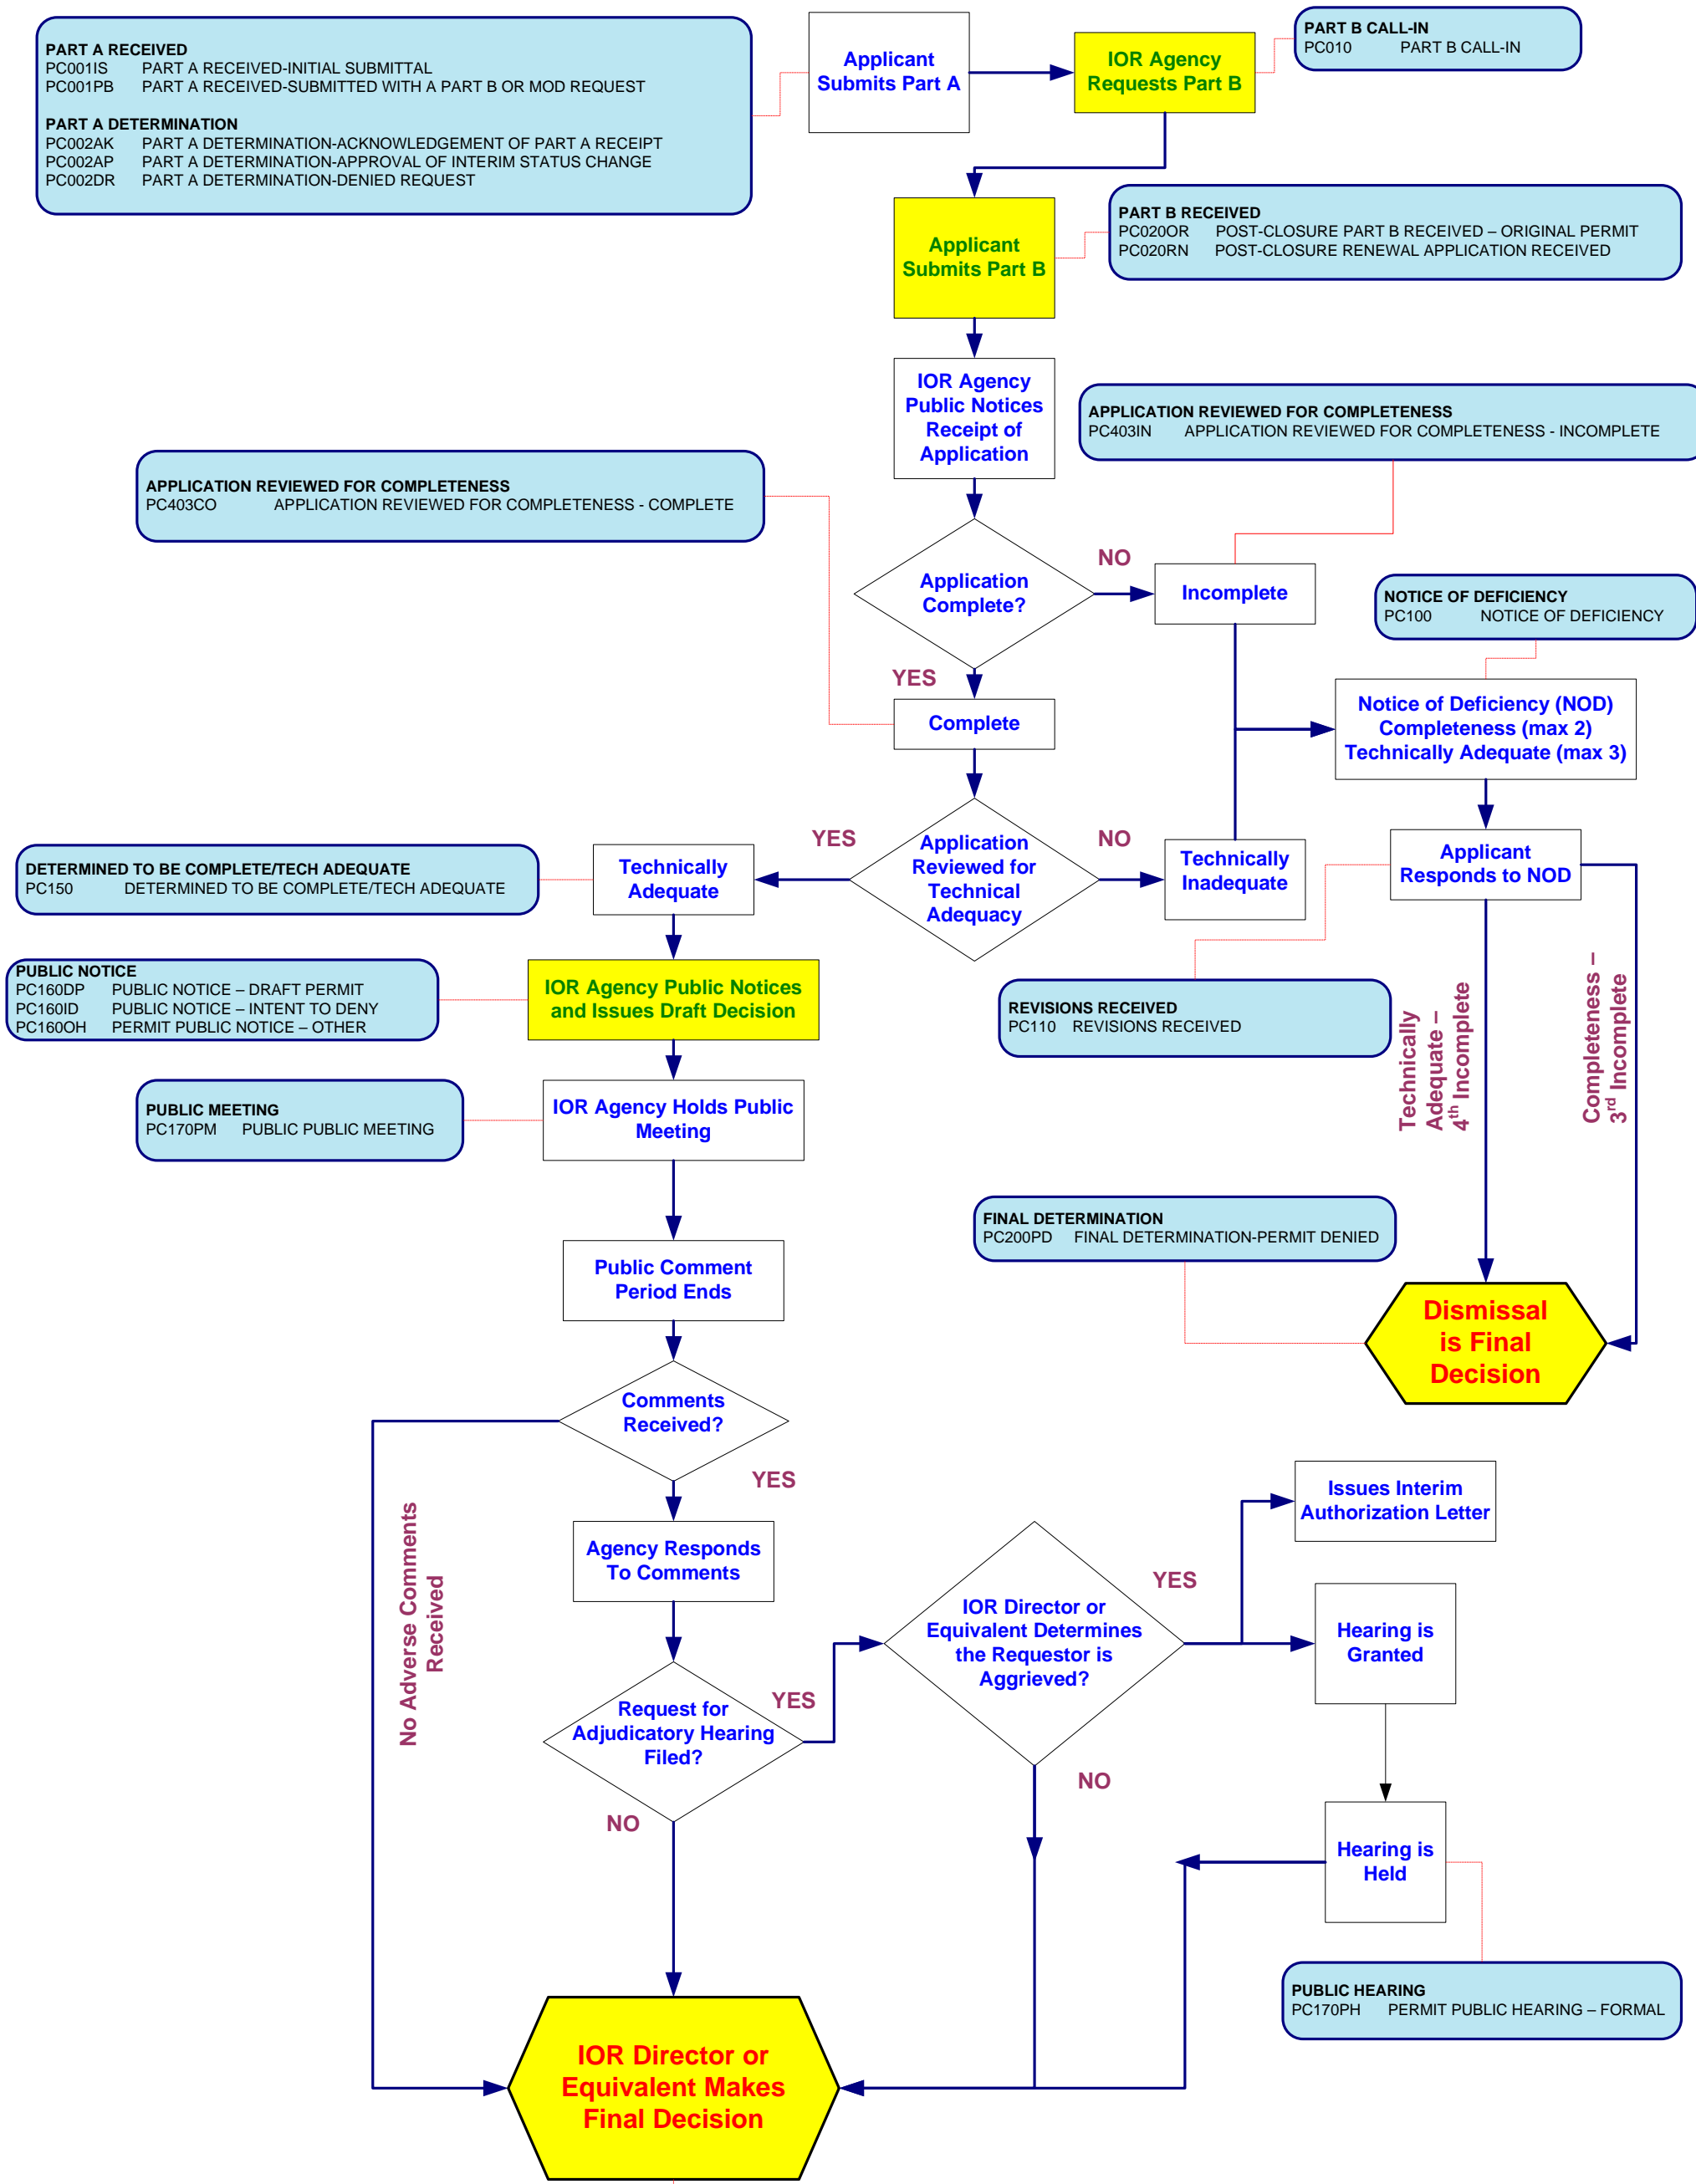 PART A RECEIVED
PC001IS PART A RECEIVED-INITIAL SUBMITTAL
PC001PB PART A RECEIVED-SUBMITTED WITH A PART B OR MOD REQUEST
PART A DETERMINATION
PC002AK PART A DETERMINATION-ACKNOWLEDGEMENT OF PART A RECEIPT
PC002AP PART A DETERMINATION-APPROVAL OF INTERIM STATUS CHANGE
PC002DR PART A DETERMINATION-DENIED REQUEST
Applicant
Submits Part A
IOR Agency
Requests Part B
PART B CALL-IN
PC010 PART B CALL-IN
Applicant
Submits Part B
PART B RECEIVED
PC020OR POST-CLOSURE PART B RECEIVED – ORIGINAL PERMIT
PC020RN POST-CLOSURE RENEWAL APPLICATION RECEIVED
IOR Agency
Public Notices
Receipt of
Application
APPLICATION REVIEWED FOR COMPLETENESS
PC403IN APPLICATION REVIEWED FOR COMPLETENESS - INCOMPLETE
APPLICATION REVIEWED FOR COMPLETENESS
PC403CO APPLICATION REVIEWED FOR COMPLETENESS - COMPLETE
Application
Complete?
NO
Incomplete
NOTICE OF DEFICIENCY
PC100 NOTICE OF DEFICIENCY
YES
Complete
Notice of Deficiency (NOD)
Completeness (max 2)
Technically Adequate (max 3)
Application
Reviewed for
Technical
Adequacy
YES
NO
Technically
Inadequate
Technically
Adequate
DETERMINED TO BE COMPLETE/TECH ADEQUATE
PC150 DETERMINED TO BE COMPLETE/TECH ADEQUATE
Applicant
Responds to NOD
PUBLIC NOTICE
PC160DP PUBLIC NOTICE – DRAFT PERMIT
PC160ID PUBLIC NOTICE – INTENT TO DENY
PC160OH PERMIT PUBLIC NOTICE – OTHER
IOR Agency Public Notices
and Issues Draft Decision
REVISIONS RECEIVED
PC110 REVISIONS RECEIVED
Technically
Adequate –
4th Incomplete
Completeness –
3rd Incomplete
PUBLIC MEETING
PC170PM PUBLIC PUBLIC MEETING
IOR Agency Holds Public
Meeting
FINAL DETERMINATION
PC200PD FINAL DETERMINATION-PERMIT DENIED
Public Comment
Period Ends
Dismissal
is Final
Decision
Comments
Received?
YES
No Adverse Comments
Received
Agency Responds
To Comments
Issues Interim
Authorization Letter
IOR Director or
Equivalent Determines
the Requestor is
Aggrieved?
YES
Hearing is
Granted
Request for
Adjudicatory Hearing
Filed?
YES
NO
NO
Hearing is
Held
PUBLIC HEARING
PC170PH PERMIT PUBLIC HEARING – FORMAL
IOR Director or
Equivalent Makes
Final Decision